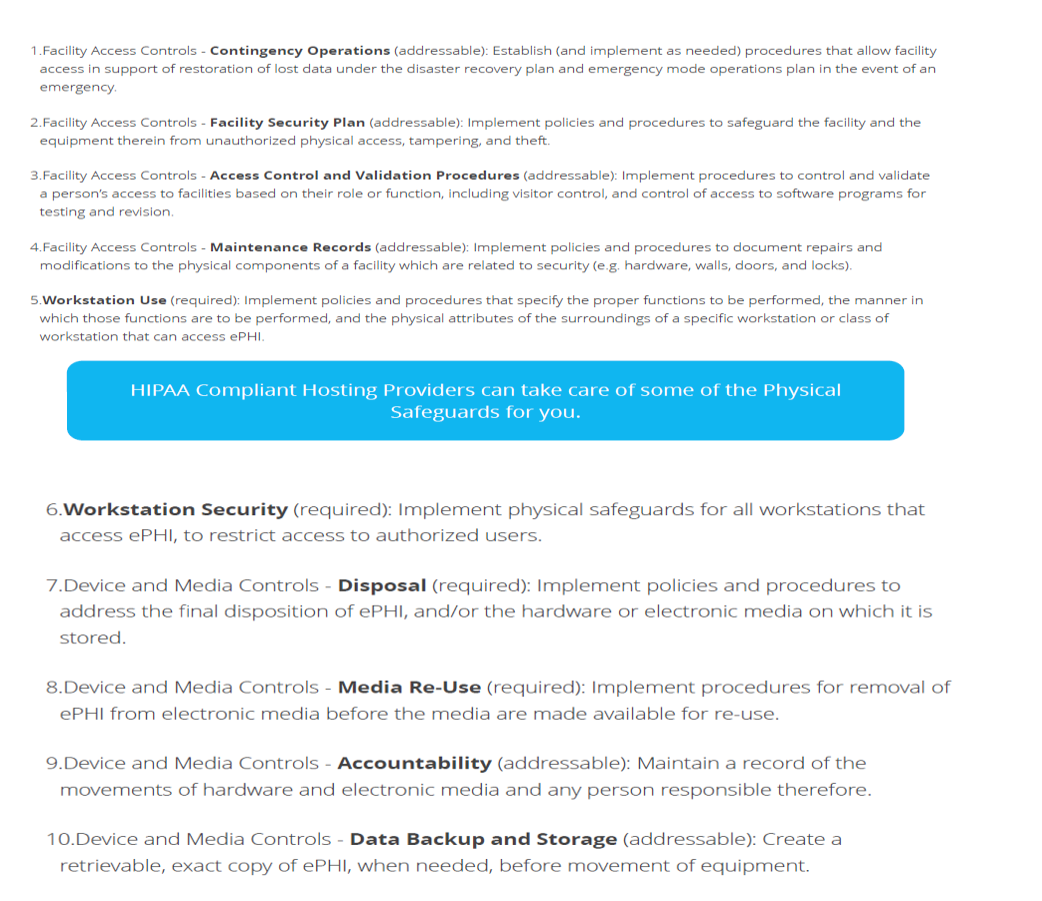 1.Facility Access Controls - Contingency Operations (addressable): Establish (and implement as needed) procedures that allow facility
access in support of restoration of lost data under the disaster recovery plan and emergency mode operations plan in the event of an
emergency.
2.Facility Access Controls - Facility Security Plan (addressable): Implement policies and procedures to safeguard the facility and the
equipment therein from unauthorized physical access, tampering, and theft.
3.Facility Access Controls - Access Control and Validation Procedures (addressable): Implement procedures to control and validate
a person's access to facilities based on their role or function, including visitor control, and control of access to software programs for
testing and revision.
4.Facility Access Controls - Maintenance Records (addressable): Implement policies and procedures to document repairs and
modifications to the physical components of a facility which are related to security (e.g. hardware, walls, doors, and locks).
5.Workstation Use (required): Implement policies and procedures that specify the proper functions to be performed, the manner in
which those functions are to be performed, and the physical attributes of the surroundings of a specific workstation or class of
workstation that can access ePHI.
HIPAA Compliant Hosting Providers can take care of some of the Physical
Safeguards for you.
6.Workstation Security (required): Implement physical safeguards for all workstations that
access ePHI, to restrict access to authorized users.
7.Device and Media Controls - Disposal (required): Implement policies and procedures to
address the final disposition of ePHI, and/or the hardware or electronic media on which it is
stored.
8.Device and Media Controls - Media Re-Use (required): Implement procedures for removal of
ePHI from electronic media before the media are made available for re-use.
9.Device and Media Controls - Accountability (addressable): Maintain a record of the
movements of hardware and electronic media and any person responsible therefore.
10.Device and Media Controls - Data Backup and Storage (addressable): Create a
retrievable, exact copy of ePHI, when needed, before movement of equipment.